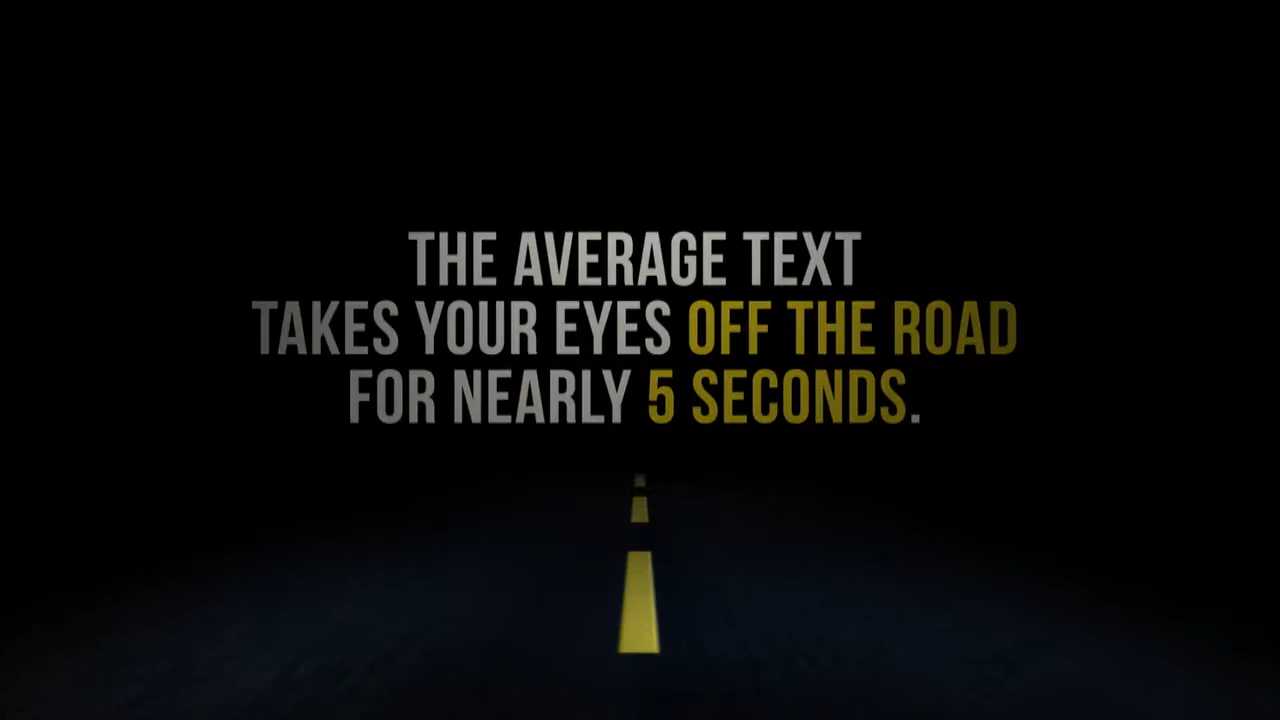 THE AVERAGE TEXT
TAKES YOUR EYES OFF THE ROAD
FOR NEARLY 5 SECONDS.